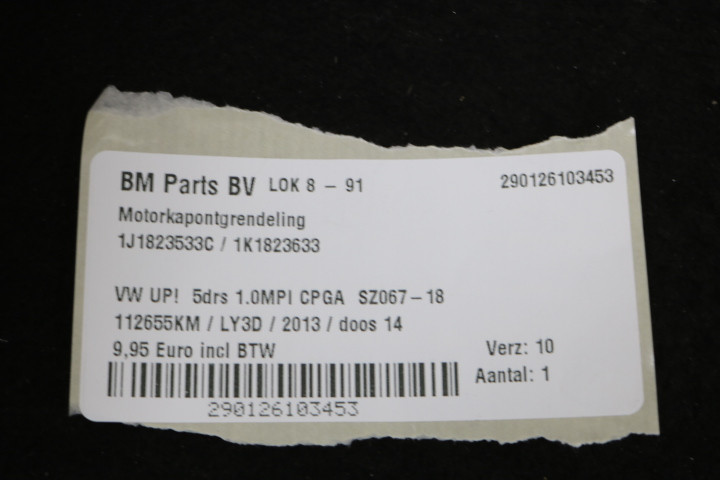 BM Parts BV LOK 8 - 91 290126103453
Motorkapontgrendeling
1J1823533C / 1K1823633
VW UP! 5drs 1.0MPI CPGA SZ067-18
112655KM / LY3D / 2013 / doos 14
9,95 Euro incl BTW Verz: 10
Aantal: 1
290126103453